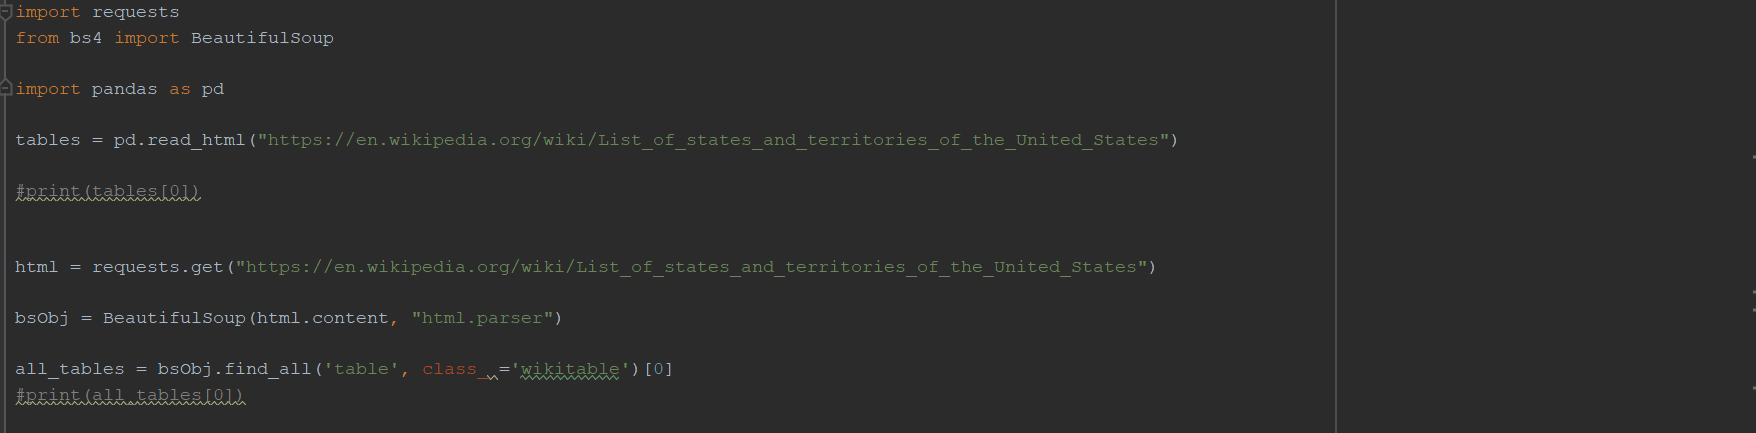 import requests
from bs4 import BeautifulSoup
import pandas as pd
tables = pd.read_html("https://en.wikipedia.org/wiki/List_of_states_and_territories_of_the_United_States")
#print(tables[0])
html = requests.get("https://en.wikipedia.org/wiki/List_of_states_and_territories_of_the_United_States")
bsObj = BeautifulSoup(html.content, "html.parser")
all_tables = bsObj.find_all('table', class_ ='wikitable')[0]
#print(all_tables[0])